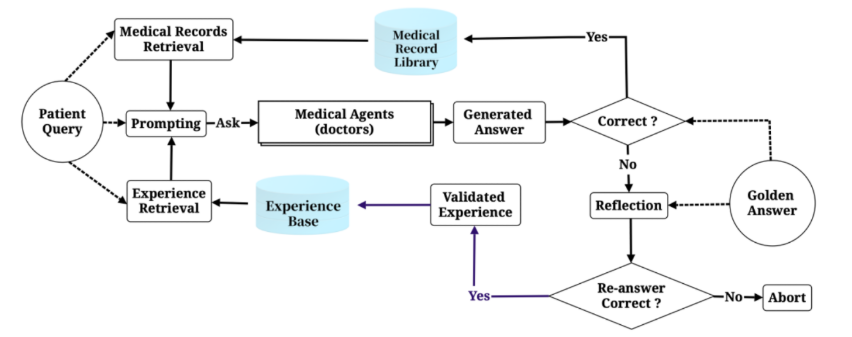 Medical Records
Retrieval
Medical
Record
Library
Yes
Patient
Query
Prompting
Ask
Medical Agents
(doctors)
Generated
Answer
Correct ?
No
Experience
Retrieval
Experience
Base
Validated
Experience
Reflection
Golden
Answer
Yes
Re-answer
Correct ?
No
Abort